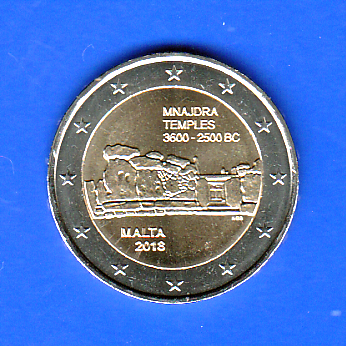 MNAJDRA
TEMPLES
3600 - 2500 BC
MALTA
2018